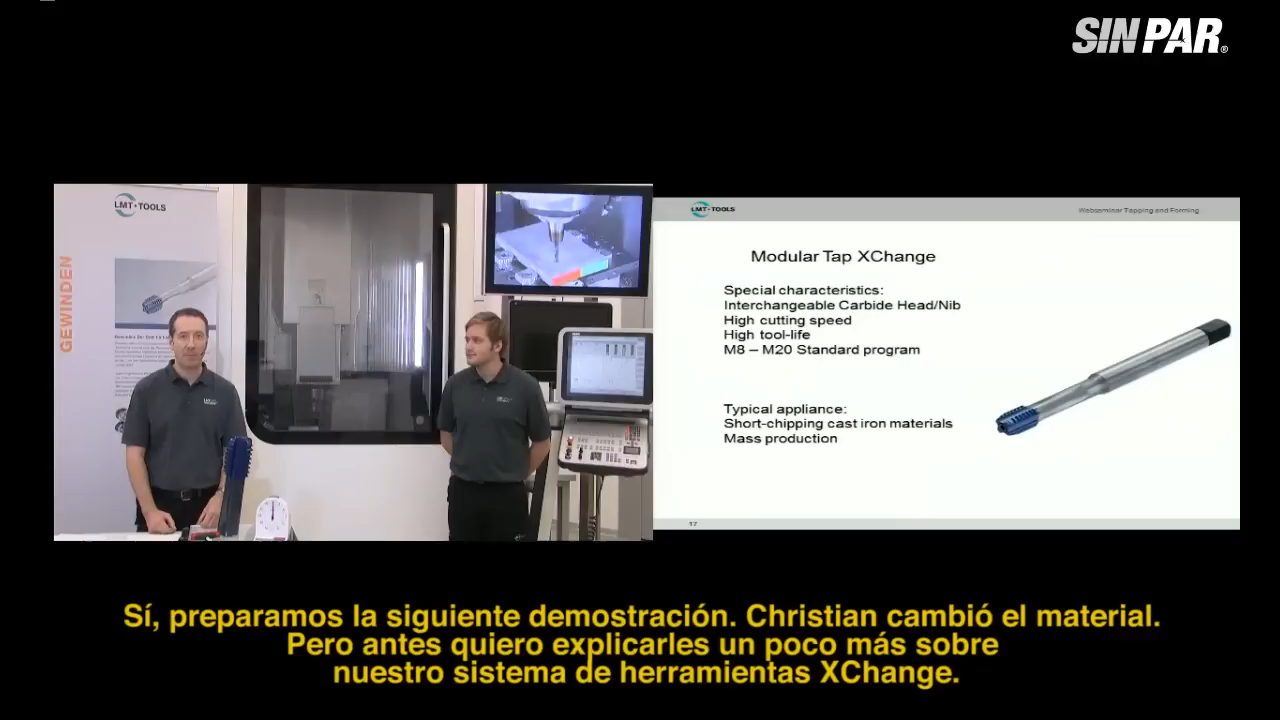 SIN PAR®
LMT TOOLS
GEWINDEN
LMT TOOLS
Webseminar Tapping and Forming
Modular Tap XChange
Special characteristics:
Interchangeable Carbide Head/Nib
High cutting speed
High tool-life
M8 – M20 Standard program
Typical appliance:
Short-chipping cast iron materials
Mass production
17
Sí, preparamos la siguiente demostración. Christian cambió el material.
Pero antes quiero explicarles un poco más sobre
nuestro sistema de herramientas XChange.